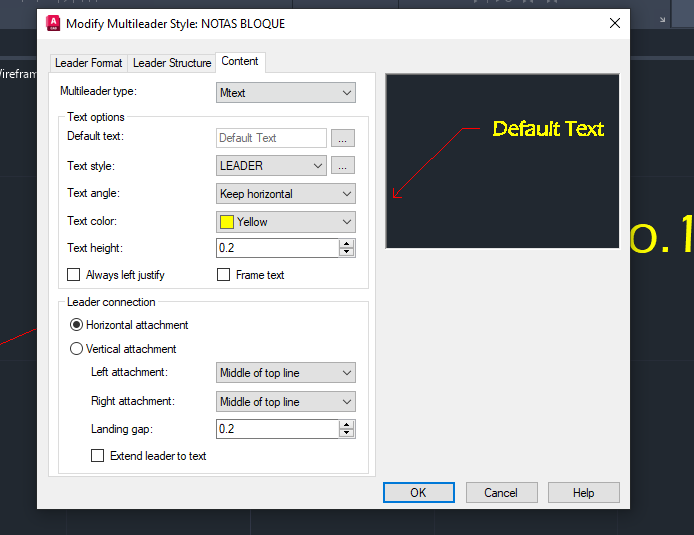 Modify Multileader Style: NOTAS BLOQUE
Leader Format Leader Structure Content
Multileader type: Mtext
Text options
Default text: Default Text ...
Text style: LEADER ...
Text angle: Keep horizontal
Text color: Yellow
Text height: 0.2
Always left justify Frame text
Leader connection
Horizontal attachment
Vertical attachment
Left attachment: Middle of top line
Right attachment: Middle of top line
Landing gap: 0.2
Extend leader to text
Default Text
o. 1
OK Cancel Help